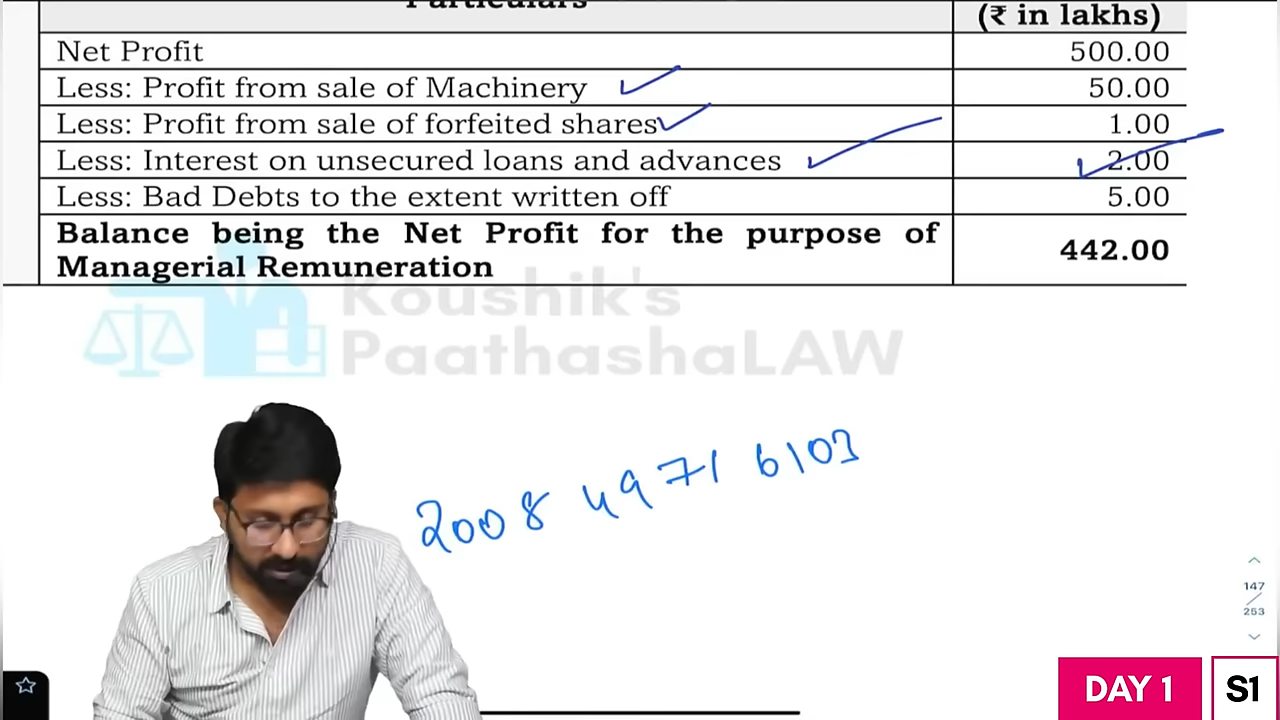 Particulars
(₹ in lakhs)
Net Profit 500.00
Less: Profit from sale of Machinery 50.00
Less: Profit from sale of forfeited shares 1.00
Less: Interest on unsecured loans and advances 2.00
Less: Bad Debts to the extent written off 5.00
Balance being the Net Profit for the purpose of
Managerial Remuneration 442.00
Koushik's
PaathashaLAW
2008 4971 6103
147
253
DAY 1 S1